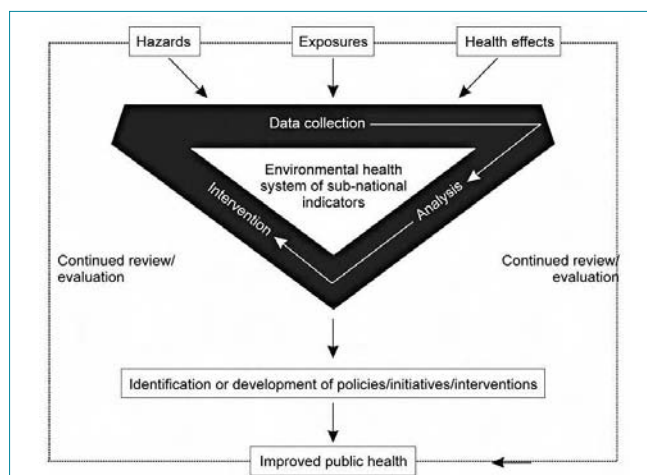 Hazards
Exposures
Health effects
Data collection
Environmental health
system of sub-national
indicators
Intervention
Analysis
Continued review/
evaluation
Continued review/
evaluation
Identification or development of policies/initiatives/interventions
Improved public health